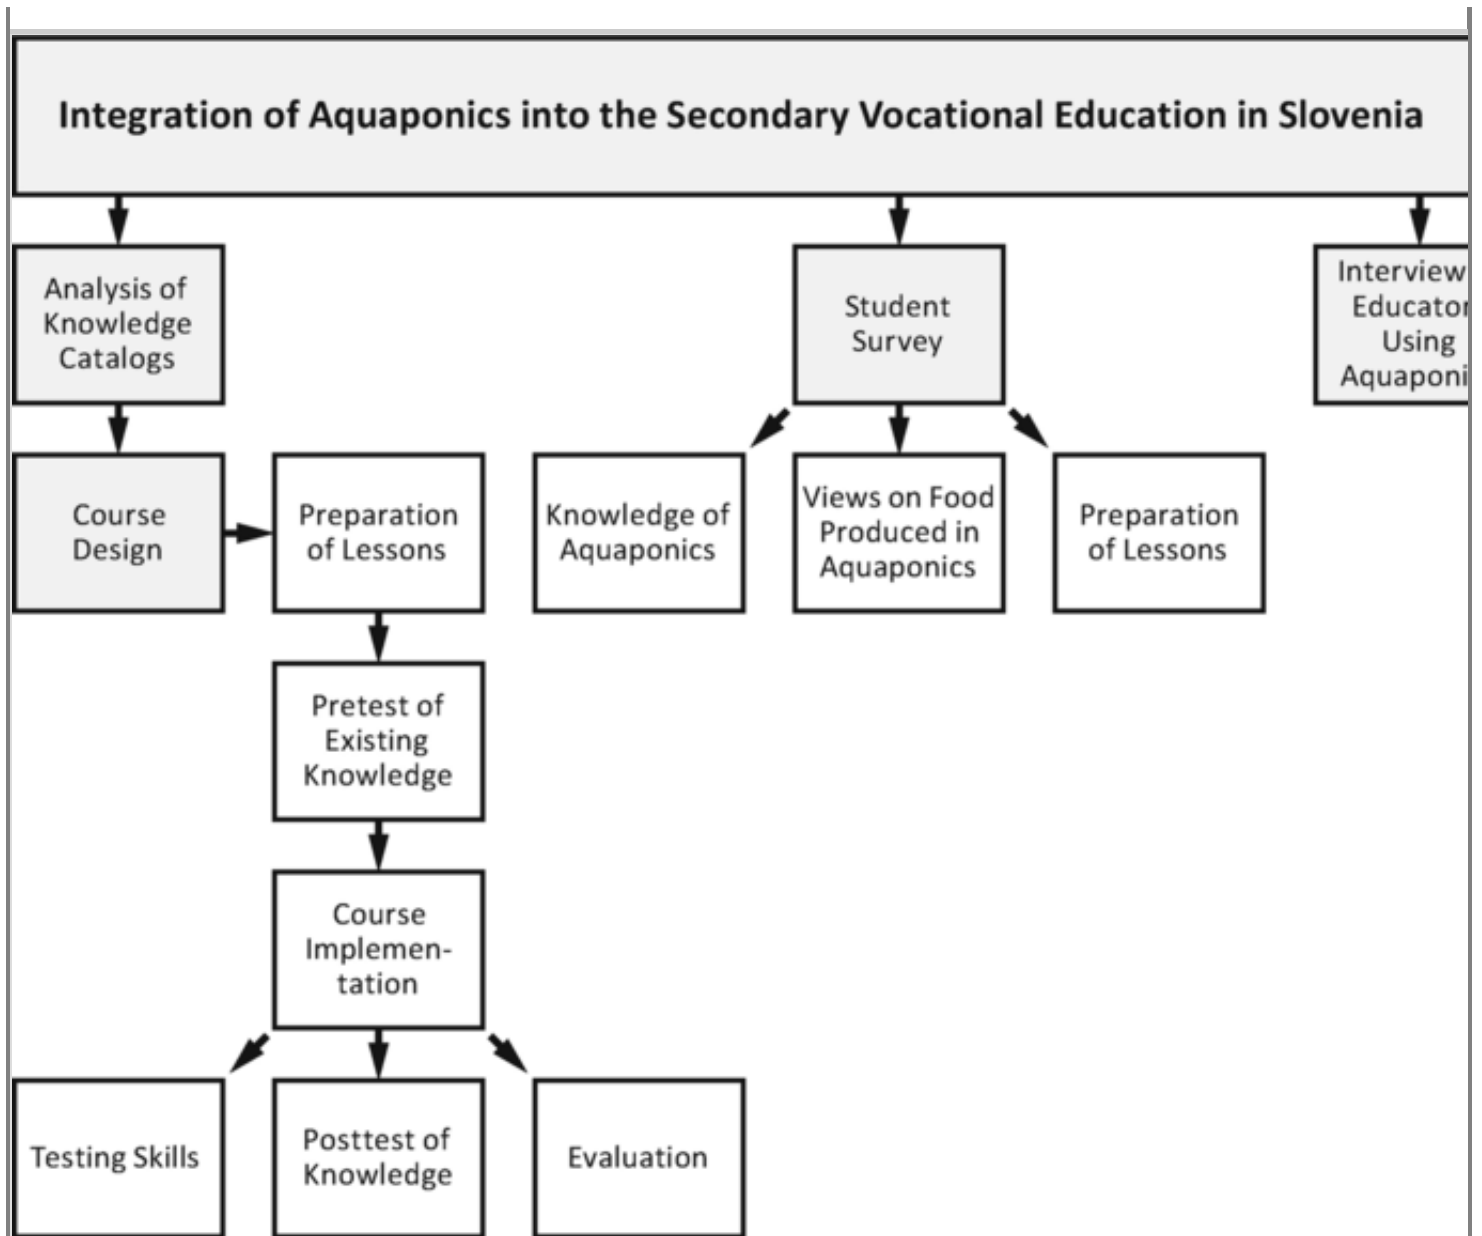 Integration of Aquaponics into the Secondary Vocational Education in Slovenia
Analysis of
Knowledge
Catalogs
Student
Survey
Interview
Using
Course
Design
Preparation
of Lessons
Knowledge of
Aquaponics
Views on Food
Produced in
Aquaponics
Preparation
of Lessons
Pretest of
Existing
Knowledge
Course
Implemen-
tation
Testing Skills
Posttest of
Knowledge
Evaluation